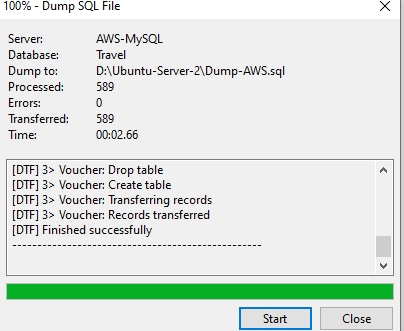 100% - Dump SQL File
Server: AWS-MySQL
Database: Travel
Dump to: D:\Ubuntu-Server-2\Dump-AWS.sql
Processed: 589
Errors: 0
Transferred: 589
Time: 00:02.66
[DTF] 3> Voucher: Drop table
[DTF] 3> Voucher: Create table
[DTF] 3> Voucher: Transferring records
[DTF] 3> Voucher: Records transferred
[DTF] Finished successfully
--------------------------------------------------
Start Close